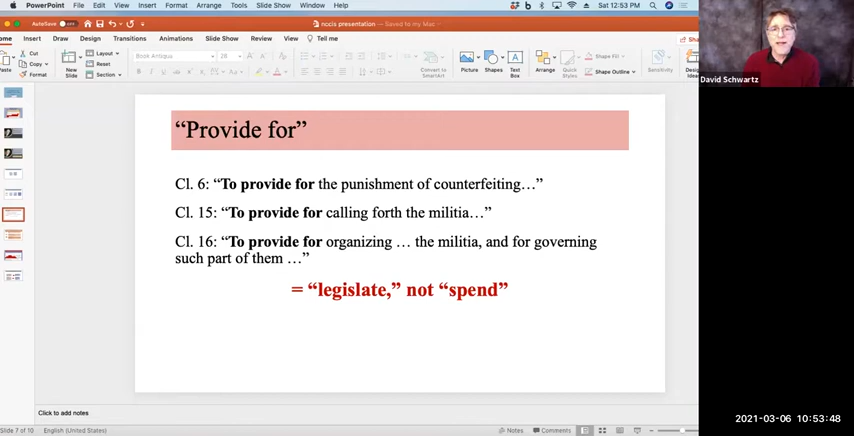 PowerPoint File Edit View Insert Format Arrange Tools Slide Show Window Help
Sat 12:53 PM
AutoSave OFF
nccis presentation — Saved to my Mac
Insert Draw Design Transitions Animations Slide Show Review View Tell me
Cut
Copy
Format
New
Slide
Layout
Reset
Section
Book Antiqua
28
Convert to
SmartArt
Picture
Shapes
Text
Box
Arrange
Quick
Styles
Shape Fill
Shape Outline
Sensitivity
“Provide for”
Cl. 6: “To provide for the punishment of counterfeiting…”
Cl. 15: “To provide for calling forth the militia…”
Cl. 16: “To provide for organizing … the militia, and for governing
such part of them …”
= “legislate,” not “spend”
Click to add notes
Slide 7 of 10 English (United States)
Notes Comments
David Schwartz
2021-03-06 10:53:48